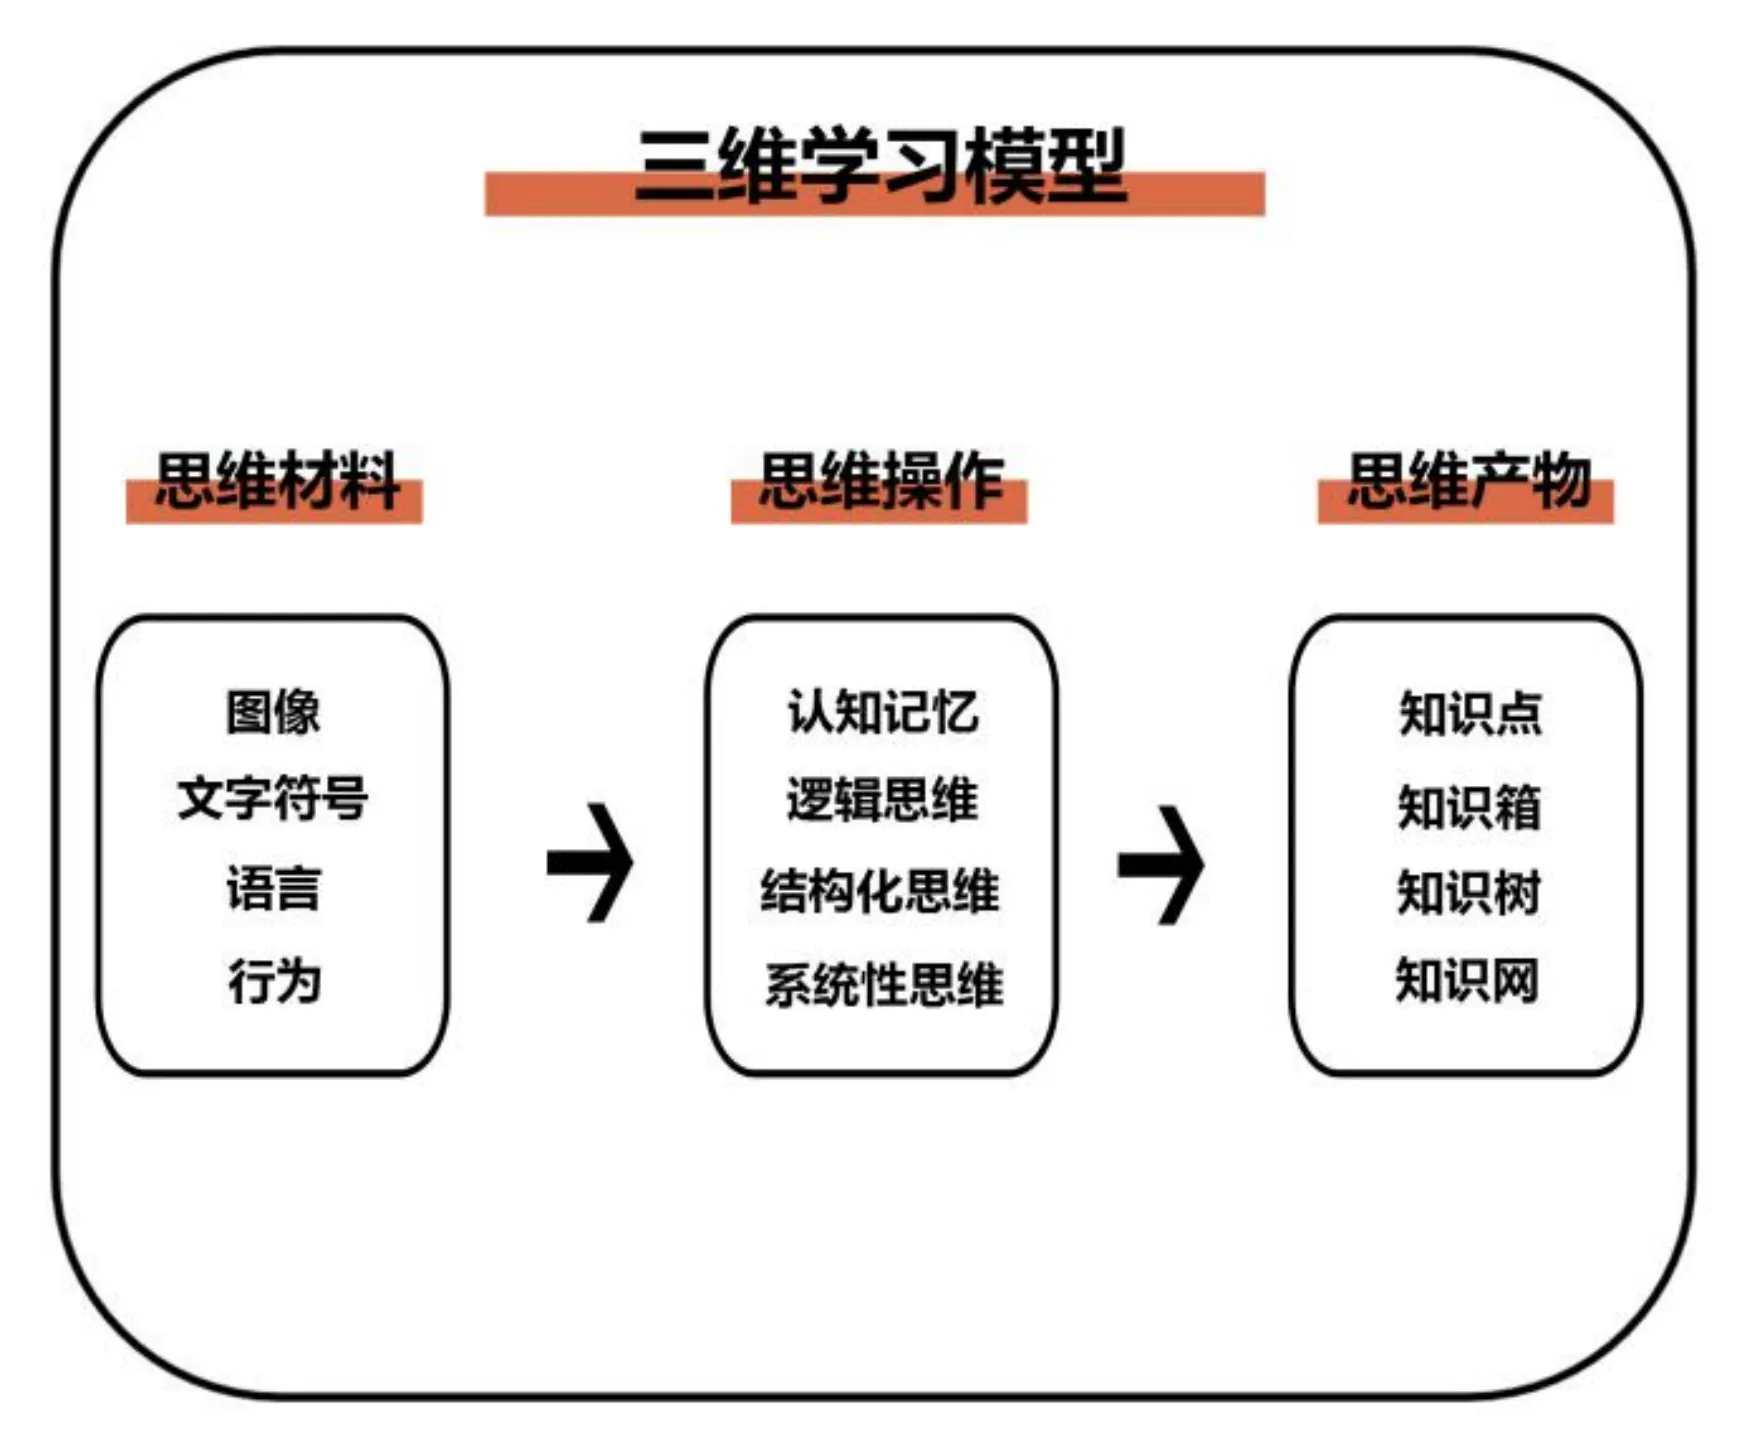 三维学习模型
思维材料
图像
文字符号
语言
行为
思维操作
认知记忆
逻辑思维
结构化思维
系统性思维
思维产物
知识点
知识箱
知识树
知识网